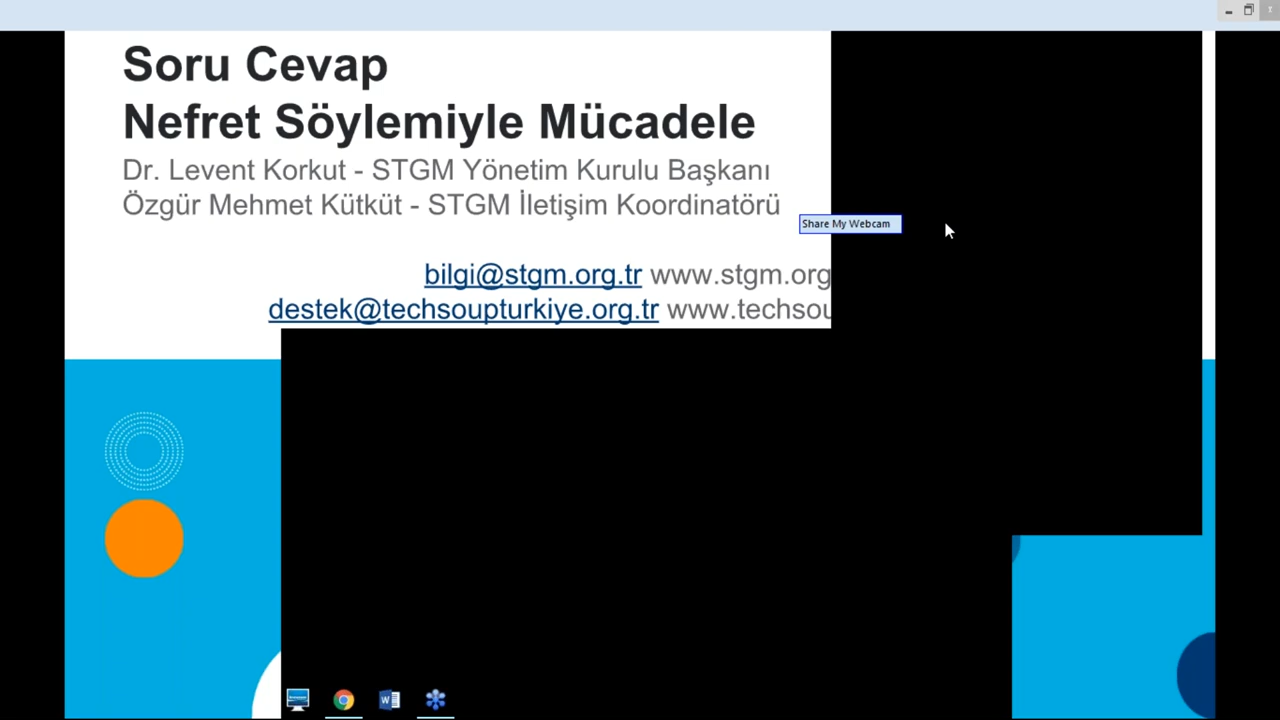 Soru Cevap
Nefret Söylemiyle Mücadele
Dr. Levent Korkut - STGM Yönetim Kurulu Başkanı
Özgür Mehmet Kütküt - STGM İletişim Koordinatörü
Share My Webcam
bilgi@stgm.org.tr www.stgm.org
destek@techsoupturkiye.org.tr www.techsou